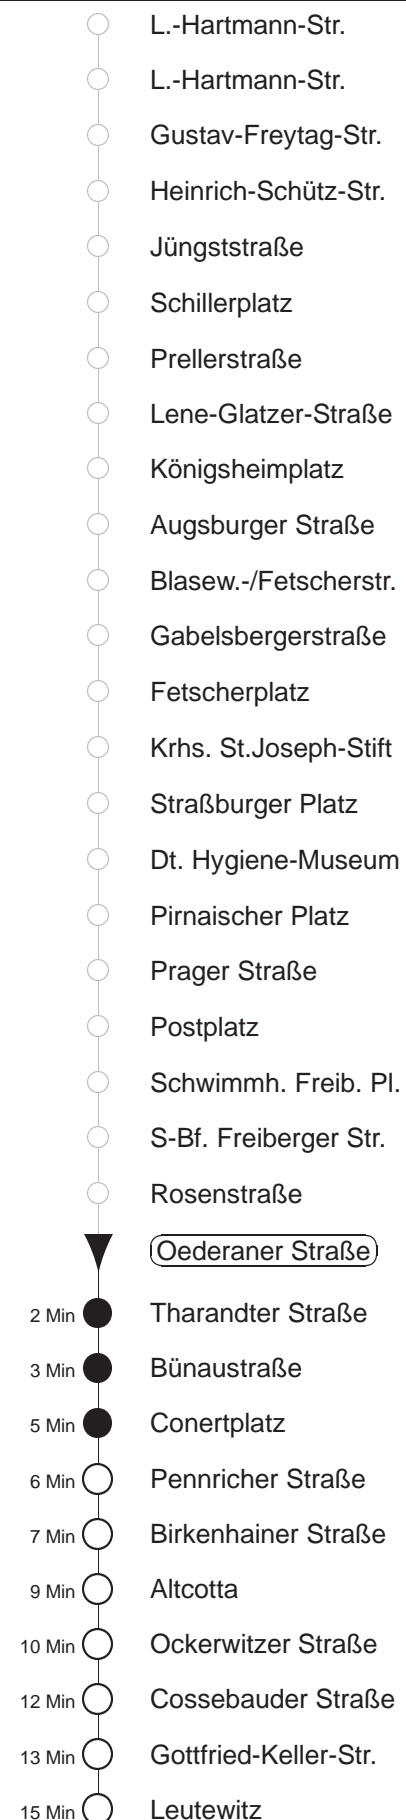 L.-Hartmann-Str.
L.-Hartmann-Str.
Gustav-Freytag-Str.
Heinrich-Schütz-Str.
Jüngststraße
Schillerplatz
Prellerstraße
Lene-Glatzer-Straße
Königsheimplatz
Augsburger Straße
Blasew.-/Fetscherstr.
Gabelsbergerstraße
Fetscherplatz
Krhs. St.Joseph-Stift
Straßburger Platz
Dt. Hygiene-Museum
Pirnaischer Platz
Prager Straße
Postplatz
Schwimmh. Freib. Pl.
S-Bf. Freiberger Str.
Rosenstraße
Oederaner Straße
2 Min Tharandter Straße
3 Min Bünaustraße
5 Min Conertplatz
6 Min Pennricher Straße
7 Min Birkenhainer Straße
9 Min Altcotta
10 Min Ockerwitzer Straße
12 Min Cossebauder Straße
13 Min Gottfried-Keller-Str.
15 Min Leutewitz